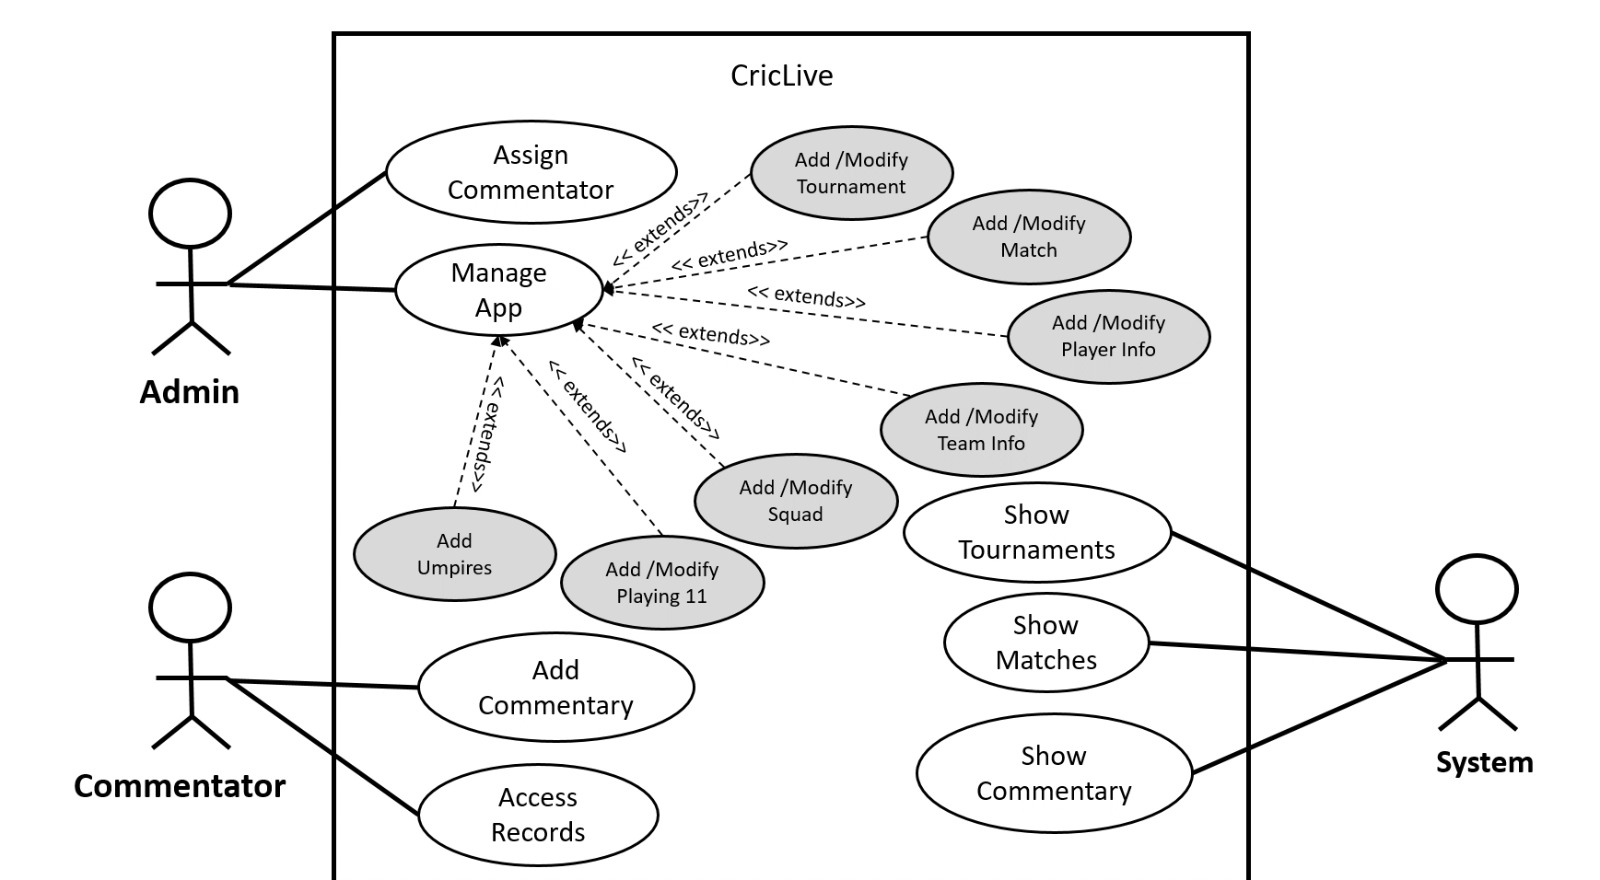 CricLive
Assign
Commentator
Add /Modify
Tournament
<< extends>>
Add /Modify
Match
<< extends>>
Manage
App
<< extends>>
Add /Modify
Player Info
<< extends>>
Admin
<< extends>>
<< extends>>
<< extends>>
Add /Modify
Team Info
Add /Modify
Squad
Show
Tournaments
Add
Umpires
Add /Modify
Playing 11
Show
Matches
Add
Commentary
Show
Commentary
System
Commentator
Access
Records